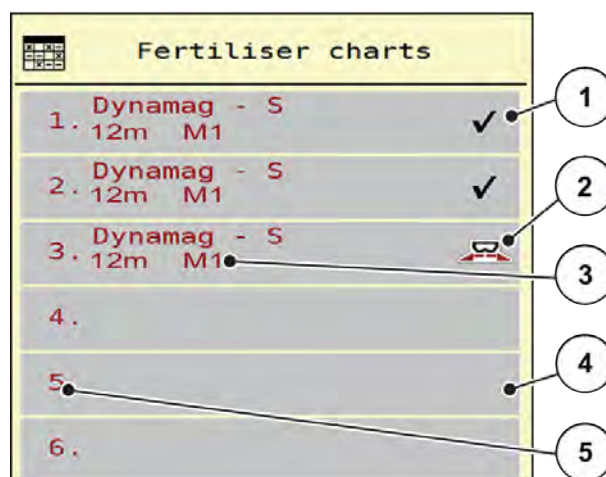 Fertiliser charts
1. Dynamag - S
12m M1
2. Dynamag - S
12m M1
3. Dynamag - S
12m M1
4.
5.
6.
1
2
3
4
5